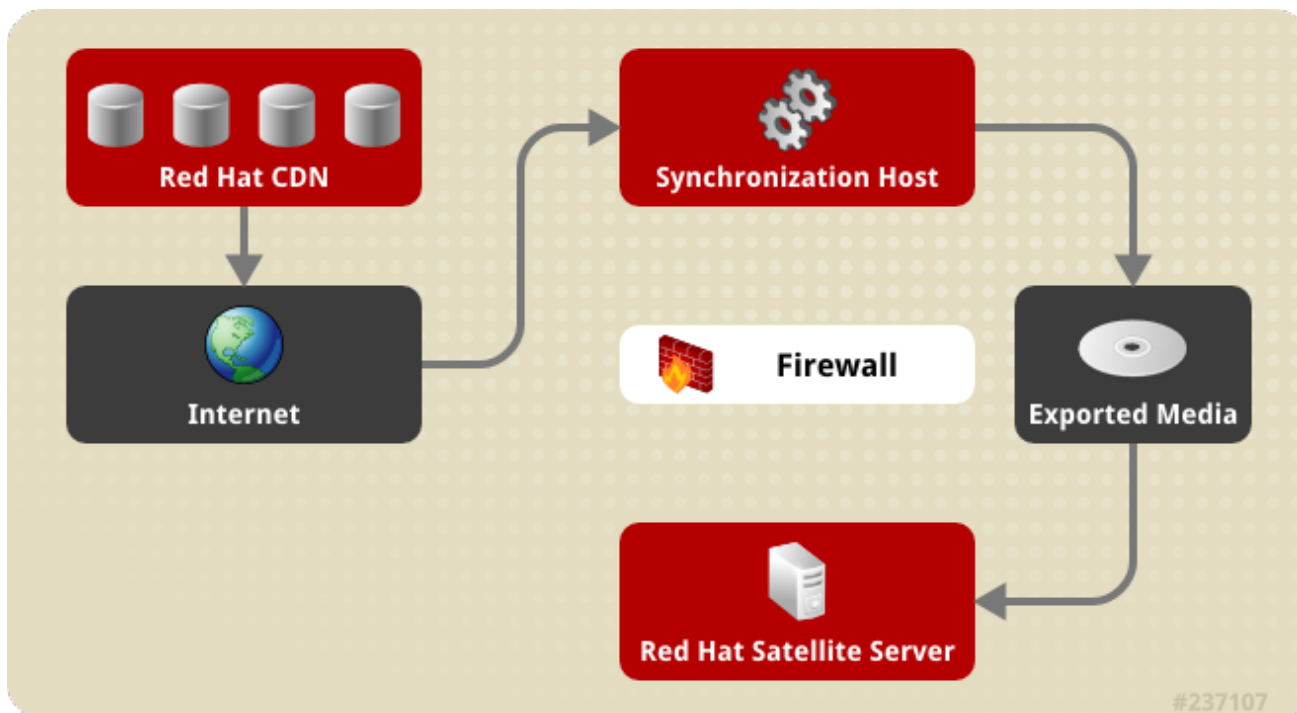 Red Hat CDN
Synchronization Host
Internet
Firewall
Exported Media
Red Hat Satellite Server
#237107